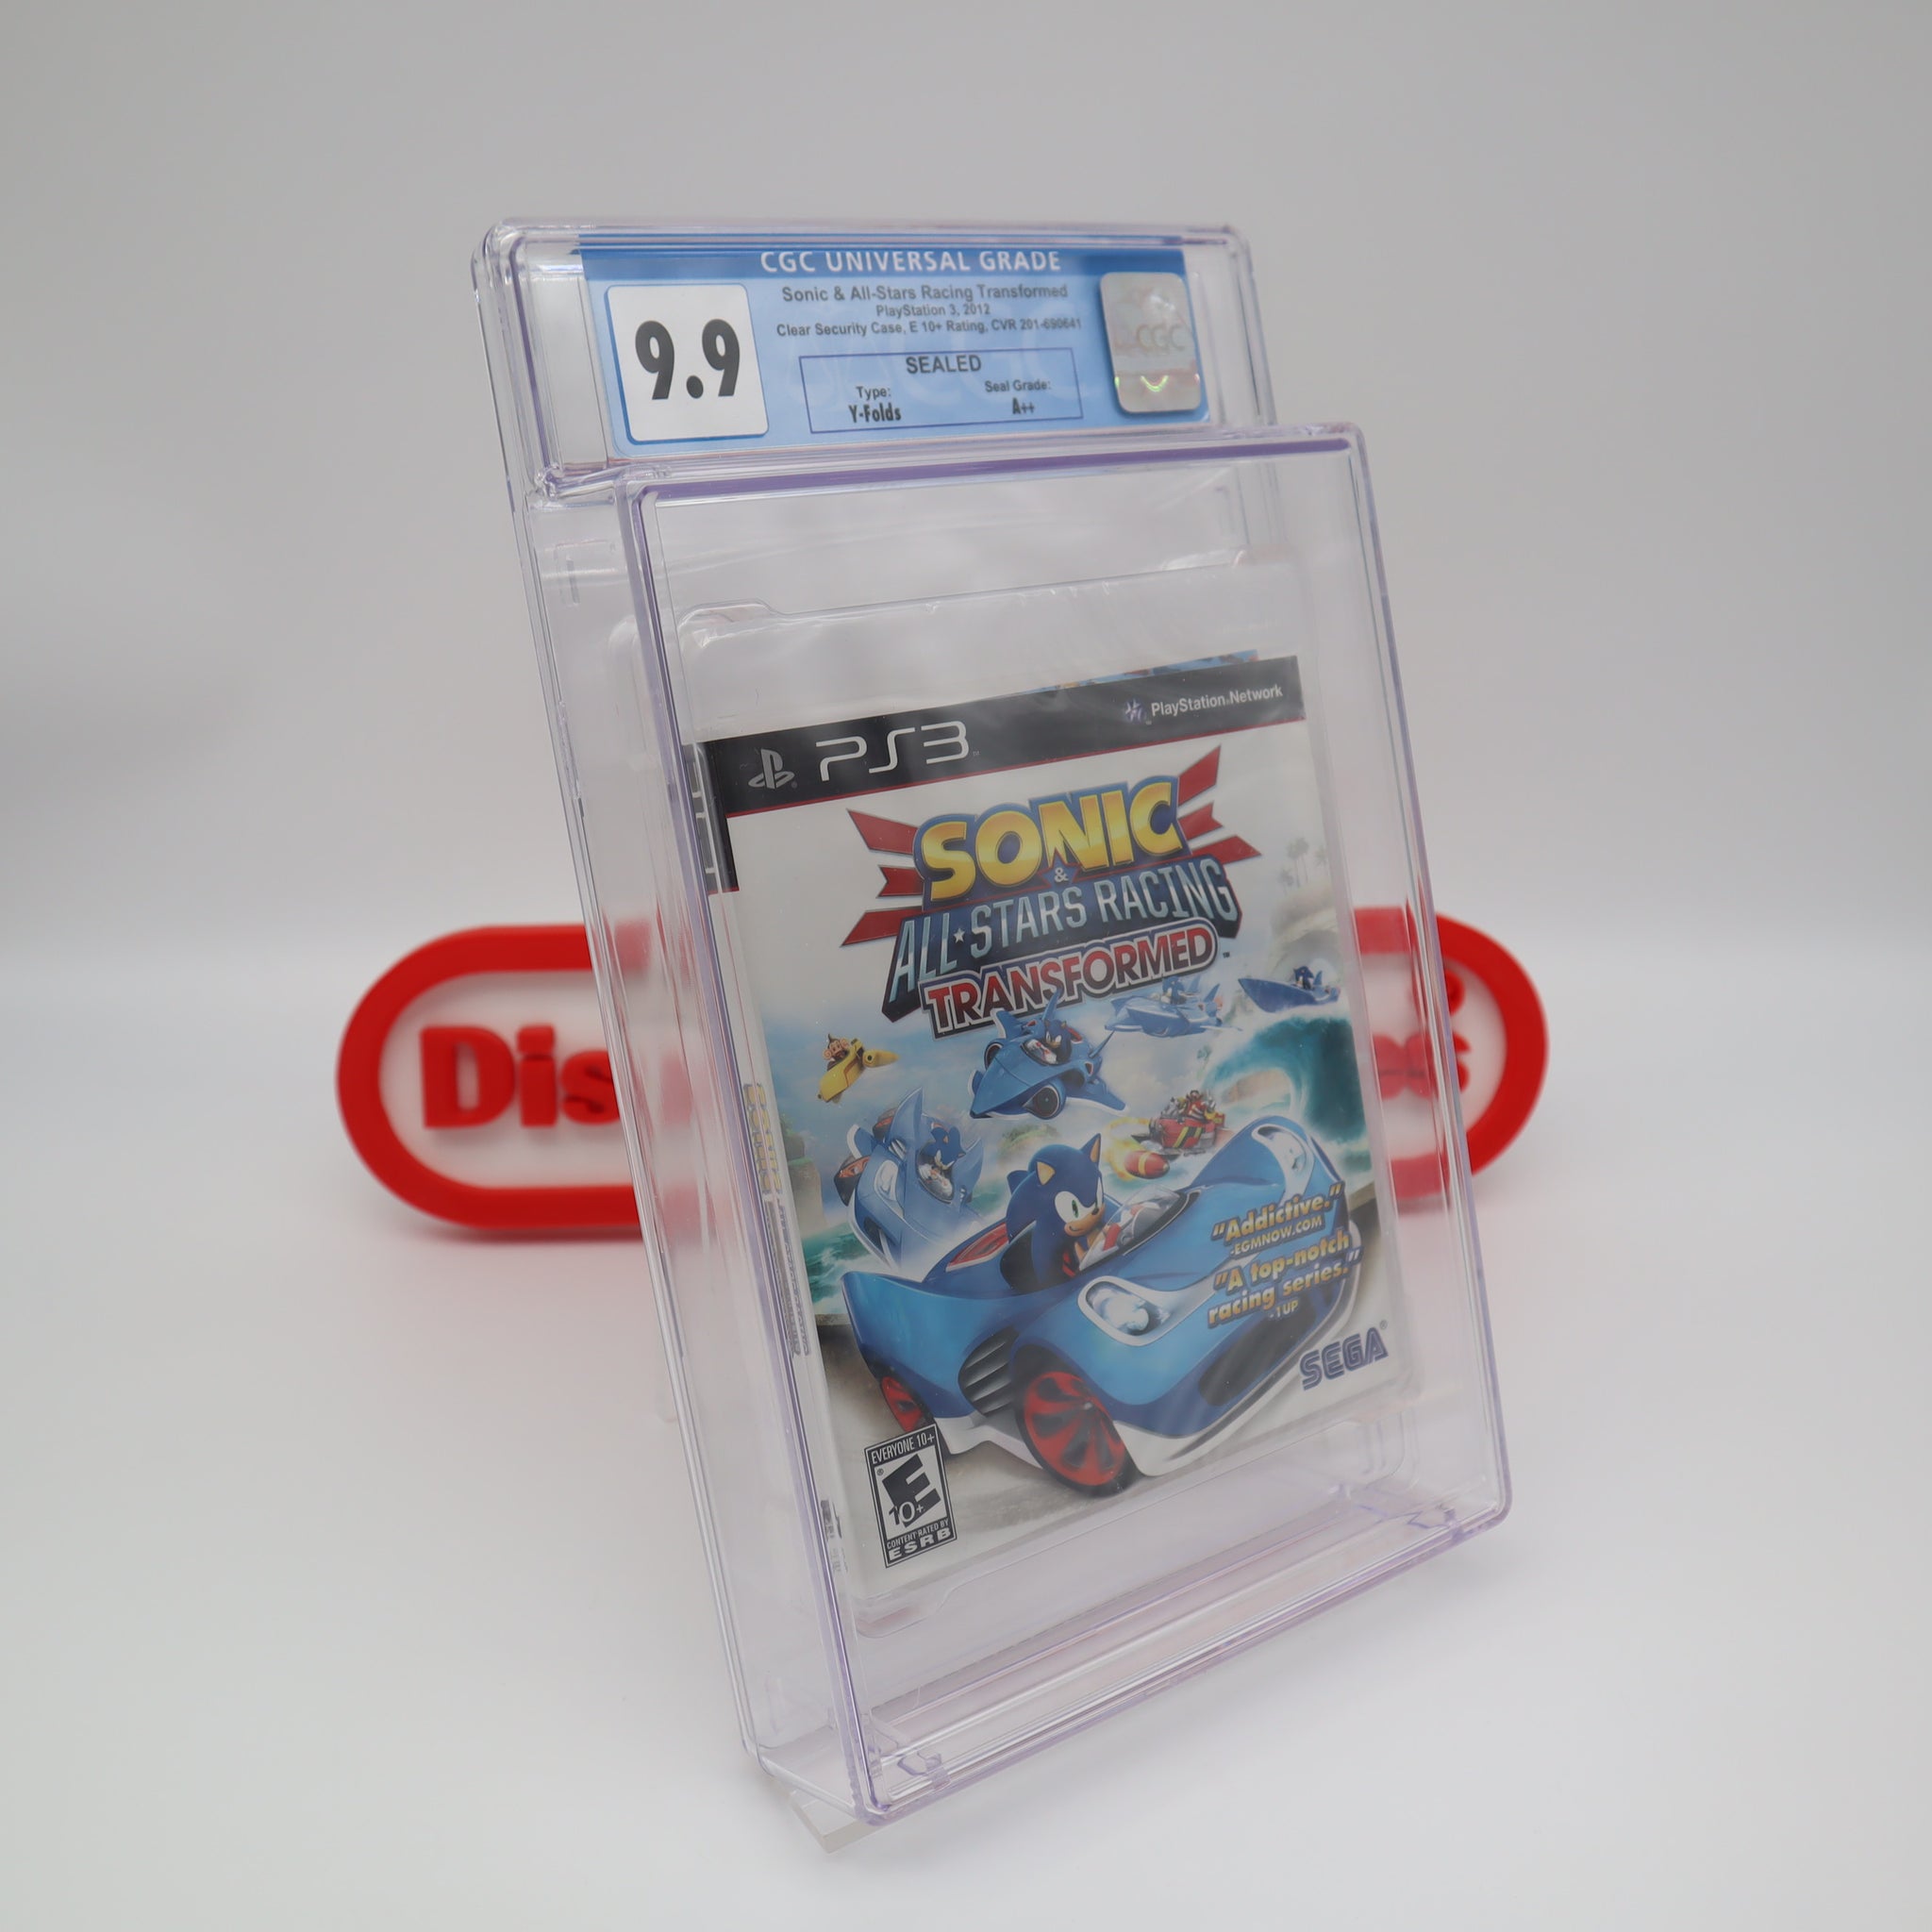 CGC UNIVERSAL GRADE
9.9
Sonic & All-Stars Racing Transformed
PlayStation 3, 2012
Clear Security Case, E 10+ Rating, CVR 201-690641
SEALED
Type:
Y-Folds
Seal Grade:
A++
CGC
PS3
PlayStation Network
SONIC
&
ALL★STARS RACING
TRANSFORMED™
"Addictive."
-EGMNOW.COM
"A top-notch
racing series."
-1UP
SEGA®
EVERYONE 10+
E
10+
CONTENT RATED BY
ESRB